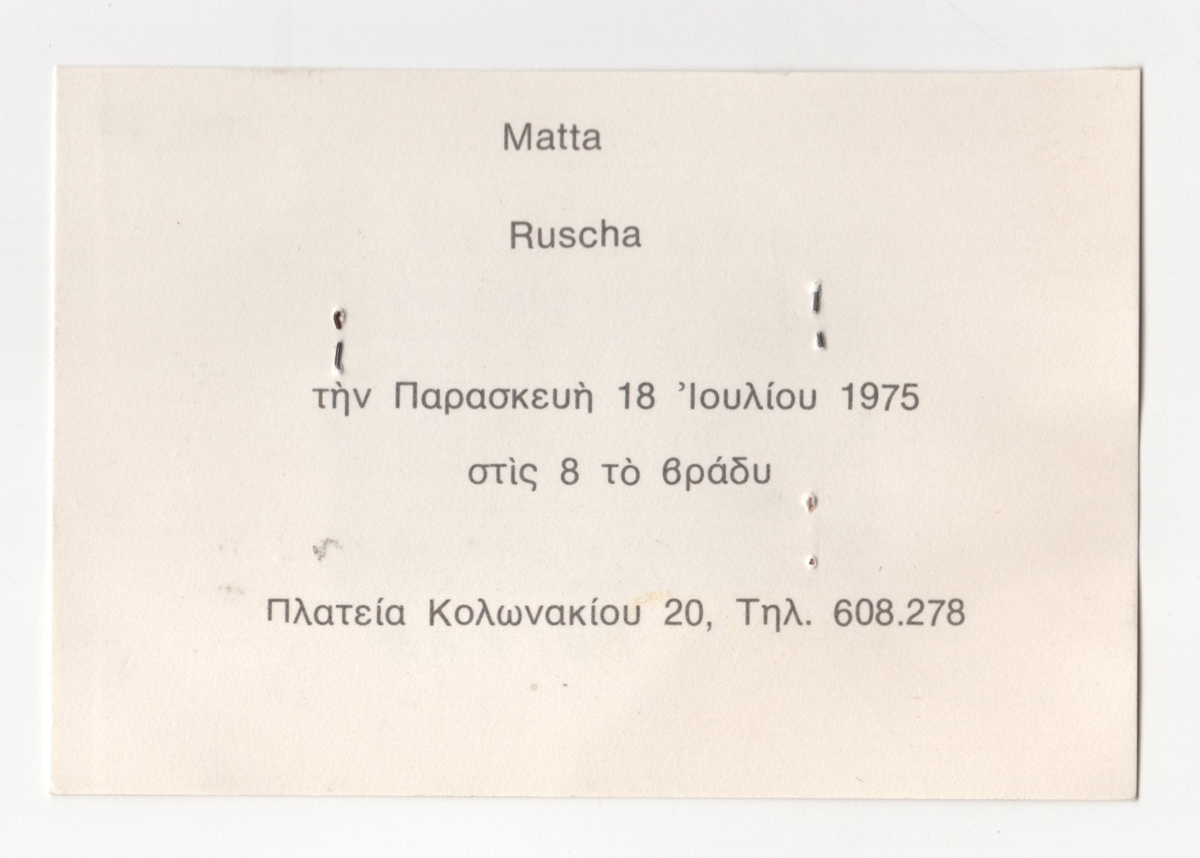 Matta
Ruscha
τὴν Παρασκευὴ 18 Ἰουλίου 1975
στὶς 8 τὸ βράδυ
Πλατεία Κολωνακίου 20, Τηλ. 608.278